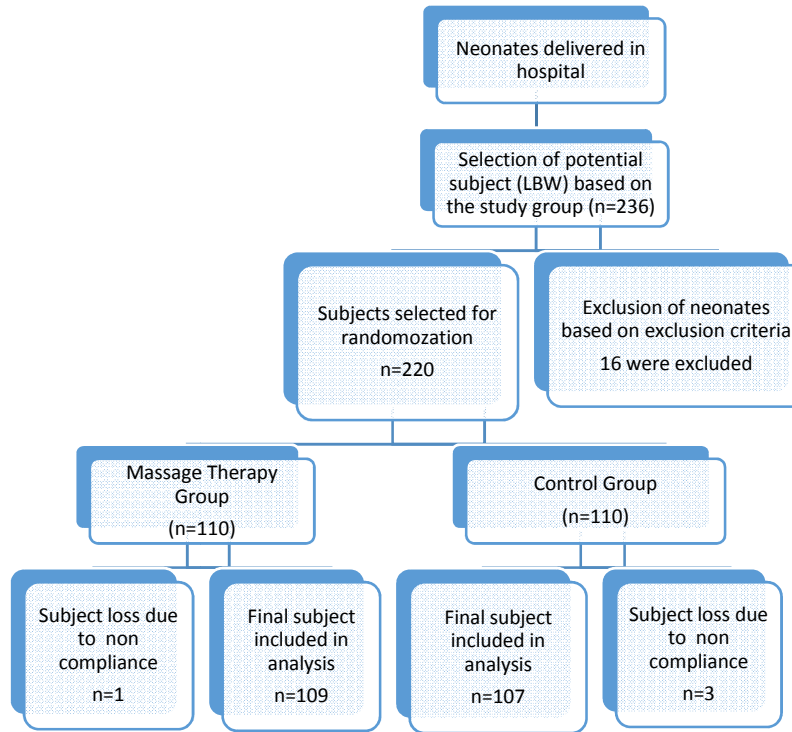 Neonates delivered in
hospital
Selection of potential
subject (LBW) based on
the study group (n=236)
Subjects selected for
randomozation
n=220
Exclusion of neonates
based on exclusion criteria
16 were excluded
Massage Therapy
Group
(n=110)
Control Group
(n=110)
Subject loss due
to non
compliance
n=1
Final subject
included in
analysis
n=109
Final subject
included in
analysis
n=107
Subject loss due
to non
compliance
n=3